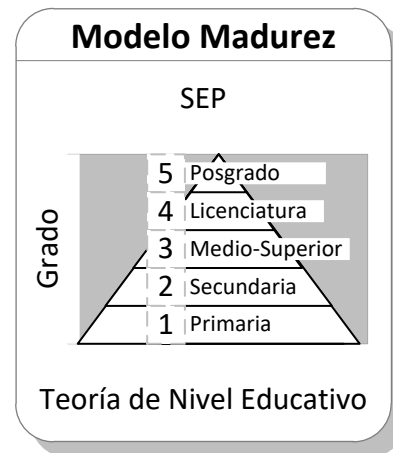 Modelo Madurez
SEP
Grado
5 Posgrado
4 Licenciatura
3 Medio-Superior
2 Secundaria
1 Primaria
Teoría de Nivel Educativo